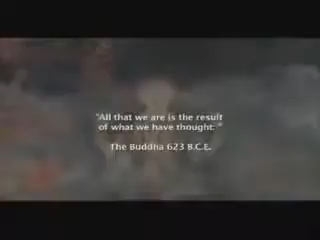 "All that we are is the result
of what we have thought."
The Buddha 623 B.C.E.